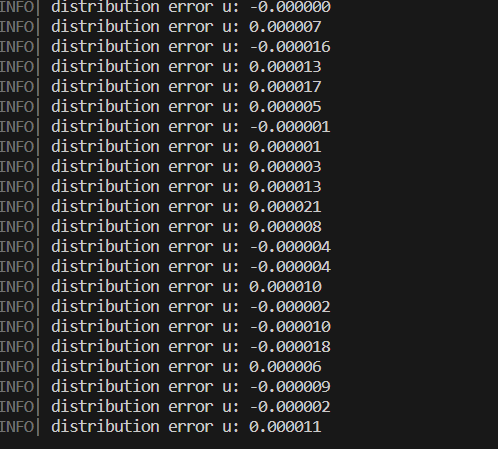 INFO| distribution error u: -0.000000
INFO| distribution error u: 0.000007
INFO| distribution error u: -0.000016
INFO| distribution error u: 0.000013
INFO| distribution error u: 0.000017
INFO| distribution error u: 0.000005
INFO| distribution error u: -0.000001
INFO| distribution error u: 0.000001
INFO| distribution error u: 0.000003
INFO| distribution error u: 0.000013
INFO| distribution error u: 0.000021
INFO| distribution error u: 0.000008
INFO| distribution error u: -0.000004
INFO| distribution error u: -0.000004
INFO| distribution error u: 0.000010
INFO| distribution error u: -0.000002
INFO| distribution error u: -0.000010
INFO| distribution error u: -0.000018
INFO| distribution error u: 0.000006
INFO| distribution error u: -0.000009
INFO| distribution error u: -0.000002
INFO| distribution error u: 0.000011